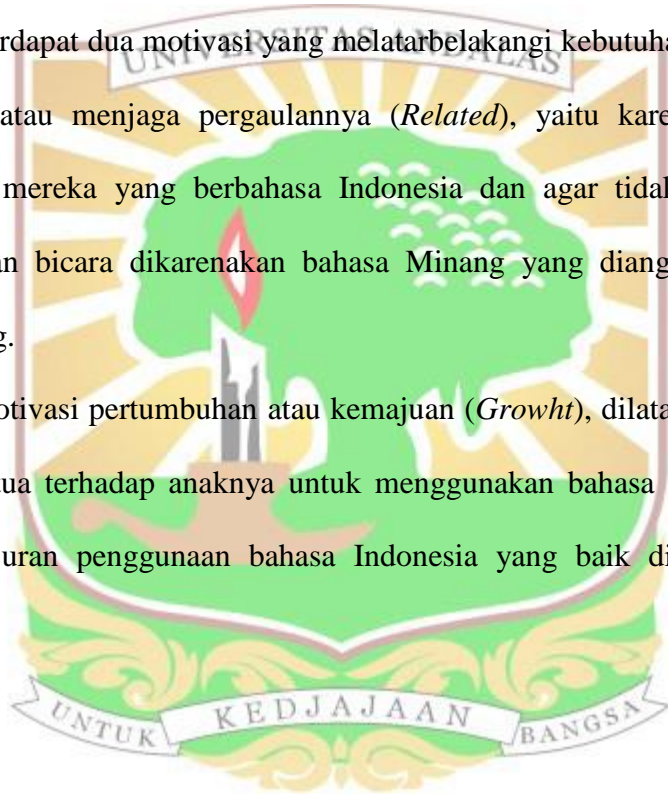 rdapat dua motivasi yang melatarbelakangi kebutuha
UNIVERSITAS ANDALAS
atau menjaga pergaulannya (Related), yaitu kare
mereka yang berbahasa Indonesia dan agar tidal
an bicara dikarenakan bahasa Minang yang diang
g.
otivasi pertumbuhan atau kemajuan (Growht), dilata
tua terhadap anaknya untuk menggunakan bahasa
uran penggunaan bahasa Indonesia yang baik di
UNTUK KEDJAJAAN BANGSA